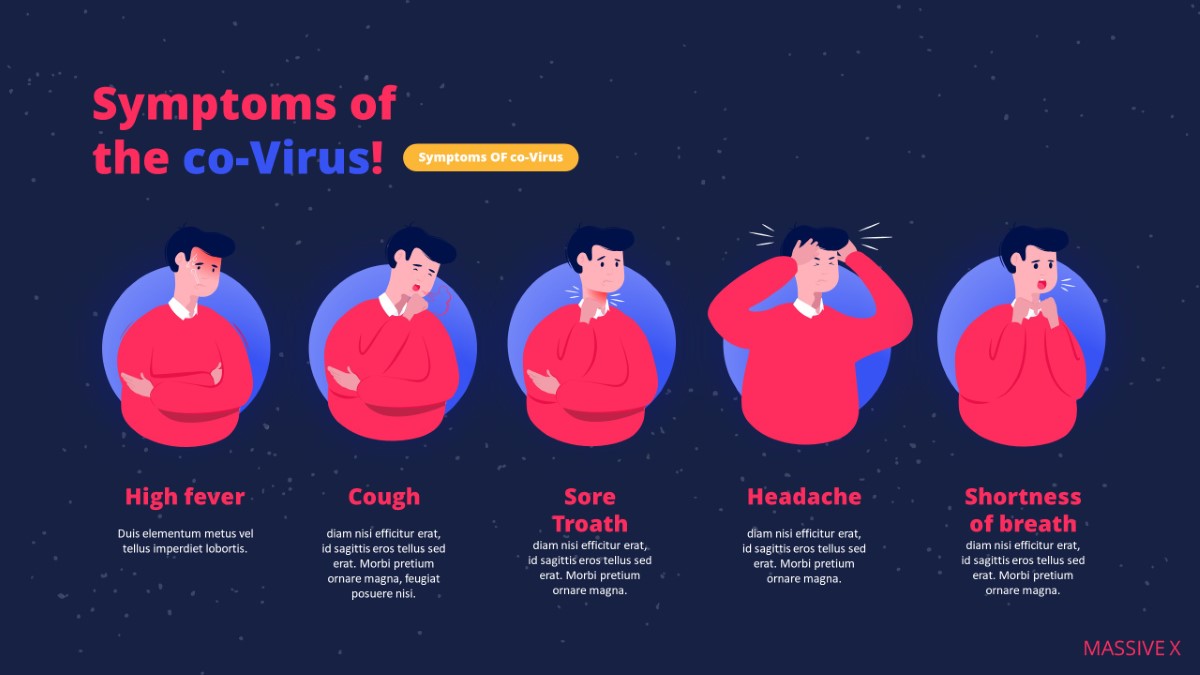 Symptoms of
the co-Virus!
Symptoms OF co-Virus
High fever
Duis elementum metus vel
tellus imperdiet lobortis.
Cough
diam nisi efficitur erat,
id sagittis eros tellus sed
erat. Morbi pretium
ornare magna, feugiat
posuere nisi.
Sore
Troath
diam nisi efficitur erat,
id sagittis eros tellus sed
erat. Morbi pretium
ornare magna.
Headache
diam nisi efficitur erat,
id sagittis eros tellus sed
erat. Morbi pretium
ornare magna.
Shortness
of breath
diam nisi efficitur erat,
id sagittis eros tellus sed
erat. Morbi pretium
ornare magna.
MASSIVE X